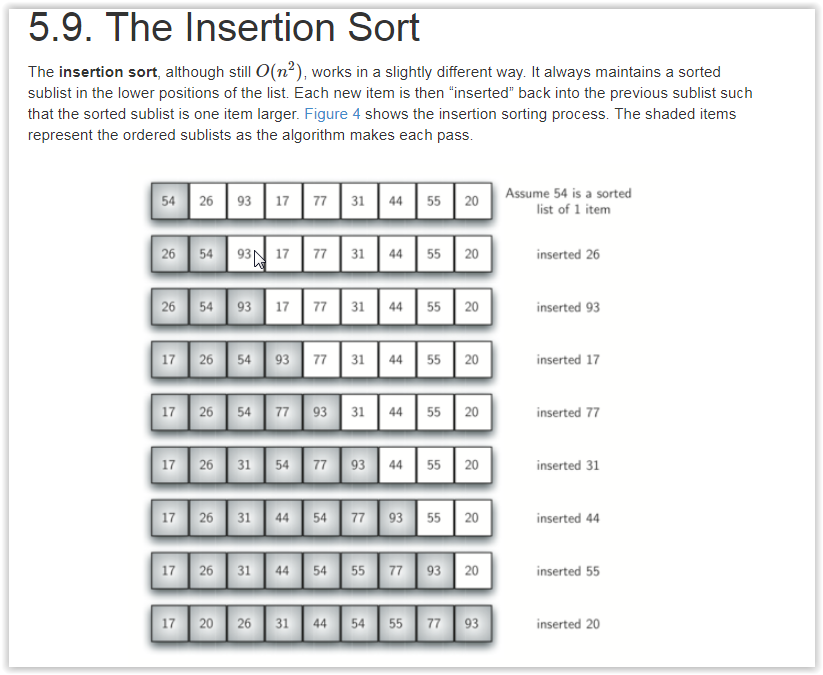 5.9. The Insertion Sort
The insertion sort, although still O(n²), works in a slightly different way. It always maintains a sorted
sublist in the lower positions of the list. Each new item is then “inserted” back into the previous sublist such
that the sorted sublist is one item larger. Figure 4 shows the insertion sorting process. The shaded items
represent the ordered sublists as the algorithm makes each pass.
54 26 93 17 77 31 44 55 20 Assume 54 is a sorted
list of 1 item
26 54 93 17 77 31 44 55 20 inserted 26
26 54 93 17 77 31 44 55 20 inserted 93
17 26 54 93 77 31 44 55 20 inserted 17
17 26 54 77 93 31 44 55 20 inserted 77
17 26 31 54 77 93 44 55 20 inserted 31
17 26 31 44 54 77 93 55 20 inserted 44
17 26 31 44 54 55 77 93 20 inserted 55
17 20 26 31 44 54 55 77 93 inserted 20